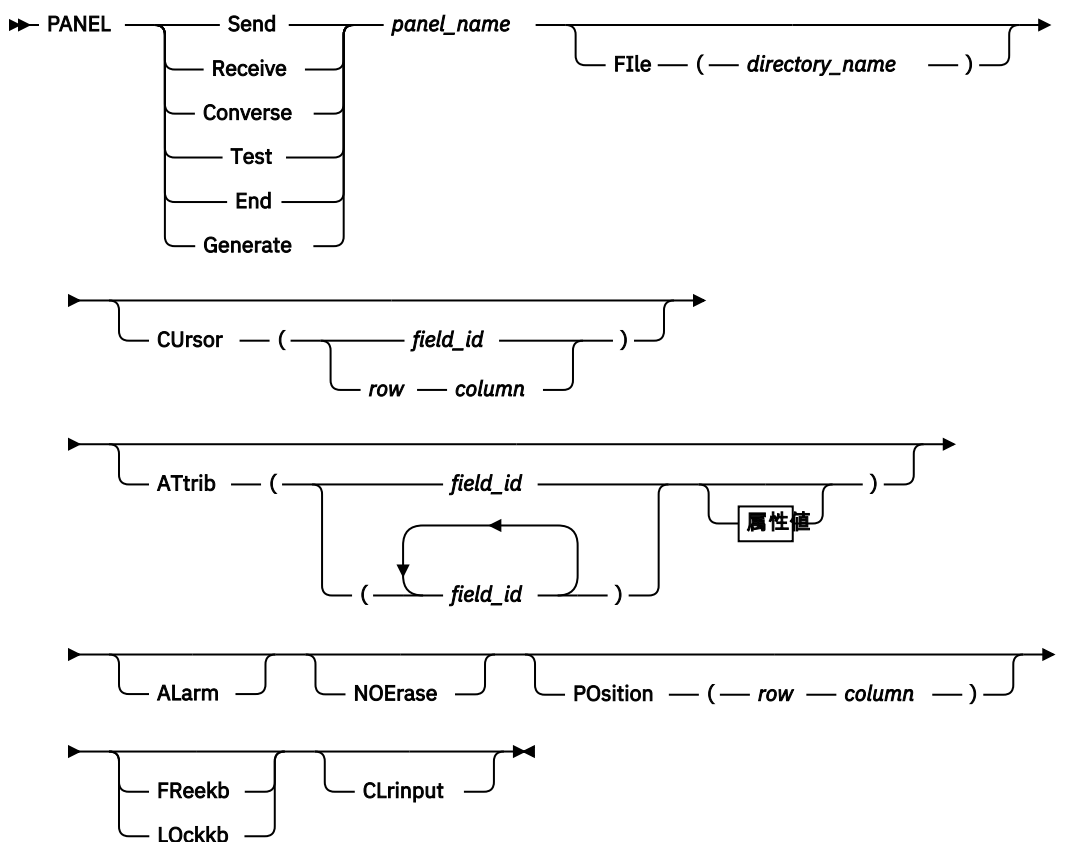 PANEL Send panel_name
FIle ( directory_name )
Receive
Converse
Test
End
Generate
CUrsor ( field_id )
row column
ATtrib ( field_id )
属性値
( field_id )
ALarm NOErase POsition ( row column )
FReekb CLrinput
LOckkb